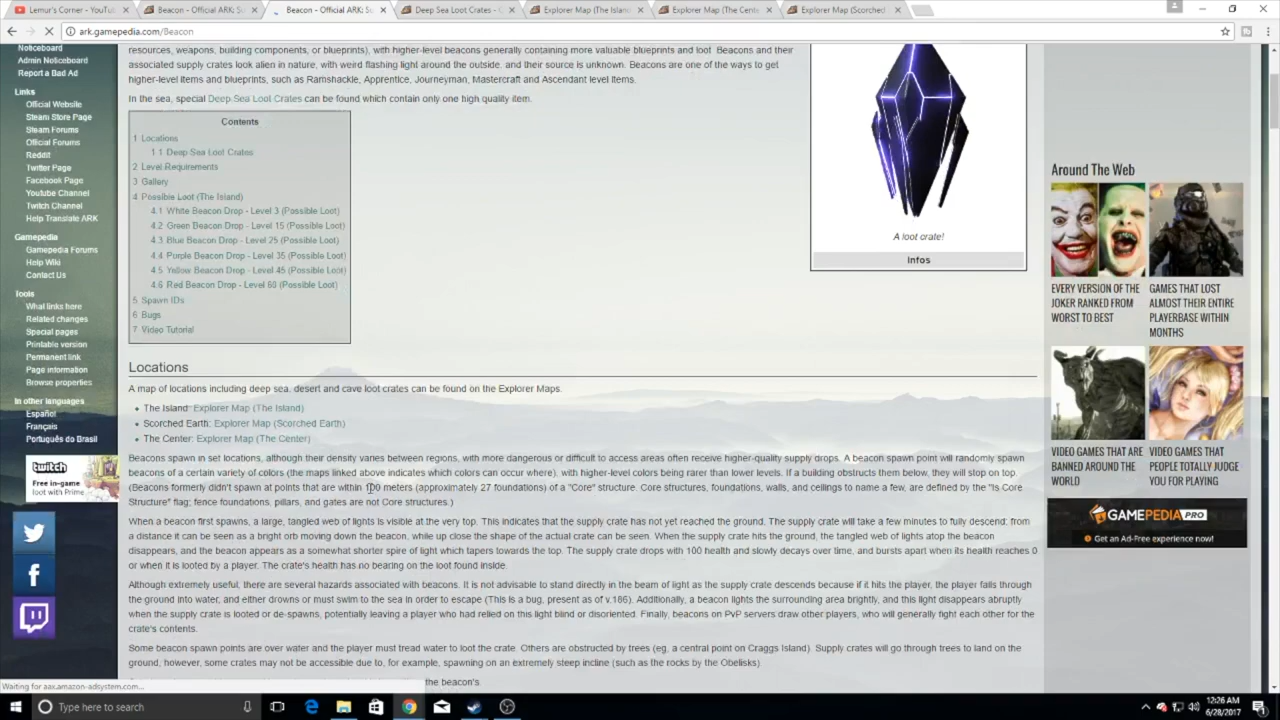 Lemur's Corner - YouTu
Beacon - Official ARK: Su
Beacon - Official ARK: Su
Deep Sea Loot Crates - O
Explorer Map (The Island
Explorer Map (The Cente
Explorer Map (Scorched
ark.gamepedia.com/Beacon
Noticeboard
Admin Noticeboard
Report a Bad Ad
Links
Official Website
Steam Store Page
Steam Forums
Official Forums
Reddit
Twitter Page
Facebook Page
Youtube Channel
Twitch Channel
Help Translate ARK
Gamepedia
Gamepedia Forums
Help Wiki
Contact Us
Tools
What links here
Related changes
Special pages
Printable version
Permanent link
Page information
Browse properties
In other languages
Español
Français
Português do Brasil
twitch
Free in-game
loot with Prime
resources, weapons, building components, or blueprints), with higher-level beacons generally containing more valuable blueprints and loot. Beacons and their
associated supply crates look alien in nature, with weird flashing light around the outside, and their source is unknown. Beacons are one of the ways to get
higher-level items and blueprints, such as Ramshackle, Apprentice, Journeyman, Mastercraft and Ascendant level items.
In the sea, special Deep Sea Loot Crates can be found which contain only one high quality item.
Contents
1 Locations
1.1 Deep Sea Loot Crates
2 Level Requirements
3 Gallery
4 Possible Loot (The Island)
4.1 White Beacon Drop - Level 3 (Possible Loot)
4.2 Green Beacon Drop - Level 15 (Possible Loot)
4.3 Blue Beacon Drop - Level 25 (Possible Loot)
4.4 Purple Beacon Drop - Level 35 (Possible Loot)
4.5 Yellow Beacon Drop - Level 45 (Possible Loot)
4.6 Red Beacon Drop - Level 60 (Possible Loot)
5 Spawn IDs
6 Bugs
7 Video Tutorial
A loot crate!
Infos
Locations
A map of locations including deep sea, desert and cave loot crates can be found on the Explorer Maps.
The Island: Explorer Map (The Island)
Scorched Earth: Explorer Map (Scorched Earth)
The Center: Explorer Map (The Center)
Beacons spawn in set locations, although their density varies between regions, with more dangerous or difficult to access areas often receive higher-quality supply drops. A beacon spawn point will randomly spawn
beacons of a certain variety of colors (the maps linked above indicates which colors can occur where), with higher-level colors being rarer than lower levels. If a building obstructs them below, they will stop on top.
(Beacons formerly didn't spawn at points that are within 100 meters (approximately 27 foundations) of a "Core" structure. Core structures, foundations, walls, and ceilings to name a few, are defined by the "Is Core
Structure" flag; fence foundations, pillars, and gates are not Core structures.)
When a beacon first spawns, a large, tangled web of lights is visible at the very top. This indicates that the supply crate has not yet reached the ground. The supply crate will take a few minutes to fully descend: from
a distance it can be seen as a bright orb moving down the beacon, while up close the shape of the actual crate can be seen. When the supply crate hits the ground, the tangled web of lights atop the beacon
disappears, and the beacon appears as a somewhat shorter spire of light which tapers towards the top. The supply crate drops with 100 health and slowly decays over time, and bursts apart when its health reaches 0
or when it is looted by a player. The crate's health has no bearing on the loot found inside.
Although extremely useful, there are several hazards associated with beacons. It is not advisable to stand directly in the beam of light as the supply crate descends because if it hits the player, the player falls through
the ground into water, and either drowns or must swim to the sea in order to escape (This is a bug, present as of v.186). Additionally, a beacon lights the surrounding area brightly, and this light disappears abruptly
when the supply crate is looted or de-spawns, potentially leaving a player who had relied on this light blind or disoriented. Finally, beacons on PvP servers draw other players, who will generally fight each other for the
crate's contents.
Some beacon spawn points are over water and the player must tread water to loot the crate. Others are obstructed by trees (eg, a central point on Craggs Island). Supply crates will go through trees to land on the
ground, however, some crates may not be accessible due to, for example, spawning on an extremely steep incline (such as the rocks by the Obelisks).
the beacon's
Around The Web
EVERY VERSION OF THE
JOKER RANKED FROM
WORST TO BEST
GAMES THAT LOST
ALMOST THEIR ENTIRE
PLAYERBASE WITHIN
MONTHS
VIDEO GAMES THAT ARE
BANNED AROUND THE
WORLD
VIDEO GAMES THAT
PEOPLE TOTALLY JUDGE
YOU FOR PLAYING
GAMEPEDIA PRO
Get an Ad-Free experience now!
Waiting for aax.amazon-adsystem.com...
Type here to search
12:26 AM
6/28/2017